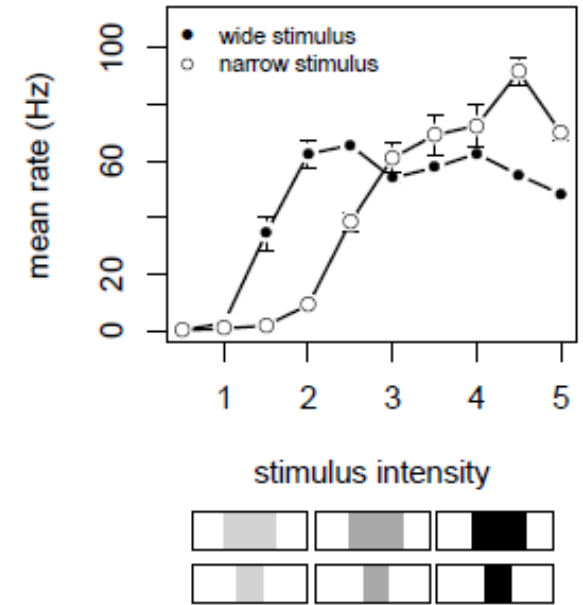 wide stimulus
narrow stimulus
mean rate (Hz)
100
60
20
0
1 2 3 4 5
stimulus intensity